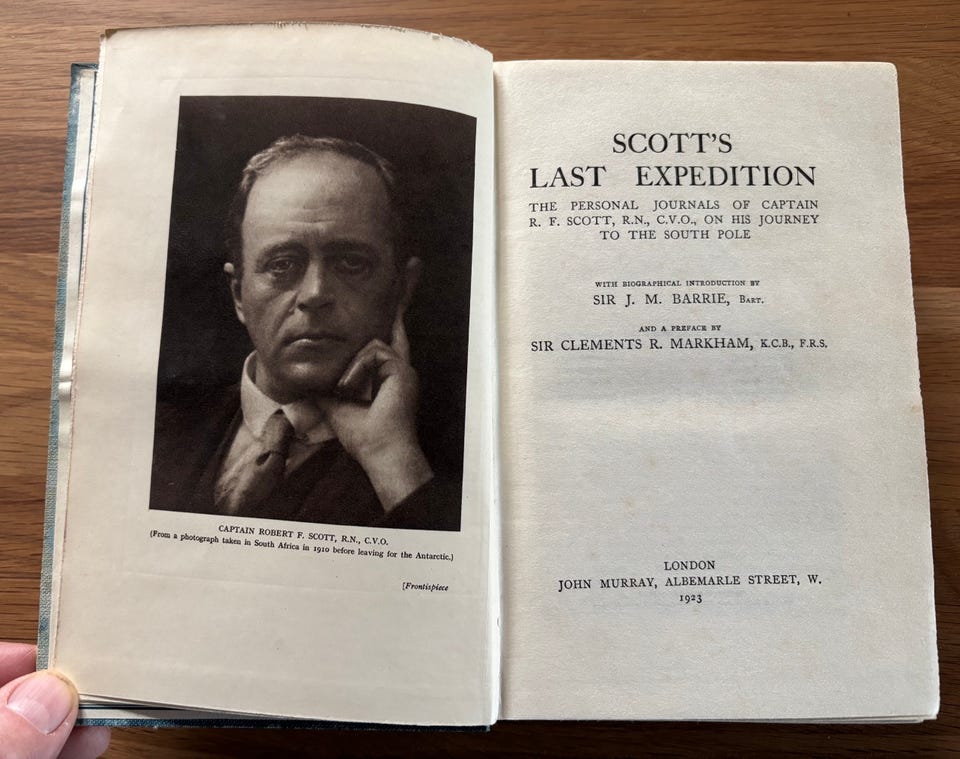 CAPTAIN ROBERT F. SCOTT, R.N., C.V.O.
(From a photograph taken in South Africa in 1910 before leaving for the Antarctic.)
[Frontispiece
SCOTT'S
LAST EXPEDITION
THE PERSONAL JOURNALS OF CAPTAIN
R. F. SCOTT, R.N., C.V.O., ON HIS JOURNEY
TO THE SOUTH POLE
WITH BIOGRAPHICAL INTRODUCTION BY
SIR J. M. BARRIE, BART.
AND A PREFACE BY
SIR CLEMENTS R. MARKHAM, K.C.B., F.R.S.
LONDON
JOHN MURRAY, ALBEMARLE STREET, W.
1923